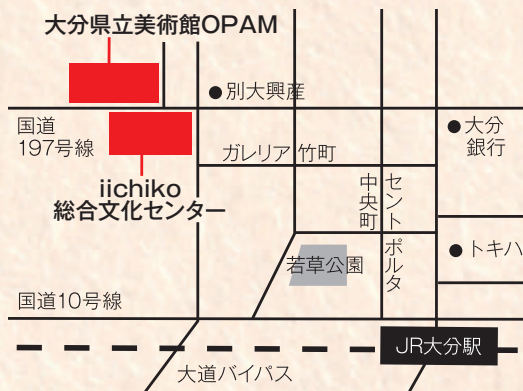 大分県立美術館OPAM
別大興産
国道
197号線
大分
銀行
ガレリア竹町
iichiko
総合文化センター
セントポルタ
中央町
トキハ
若草公園
国道10号線
JR大分駅
大道バイパス